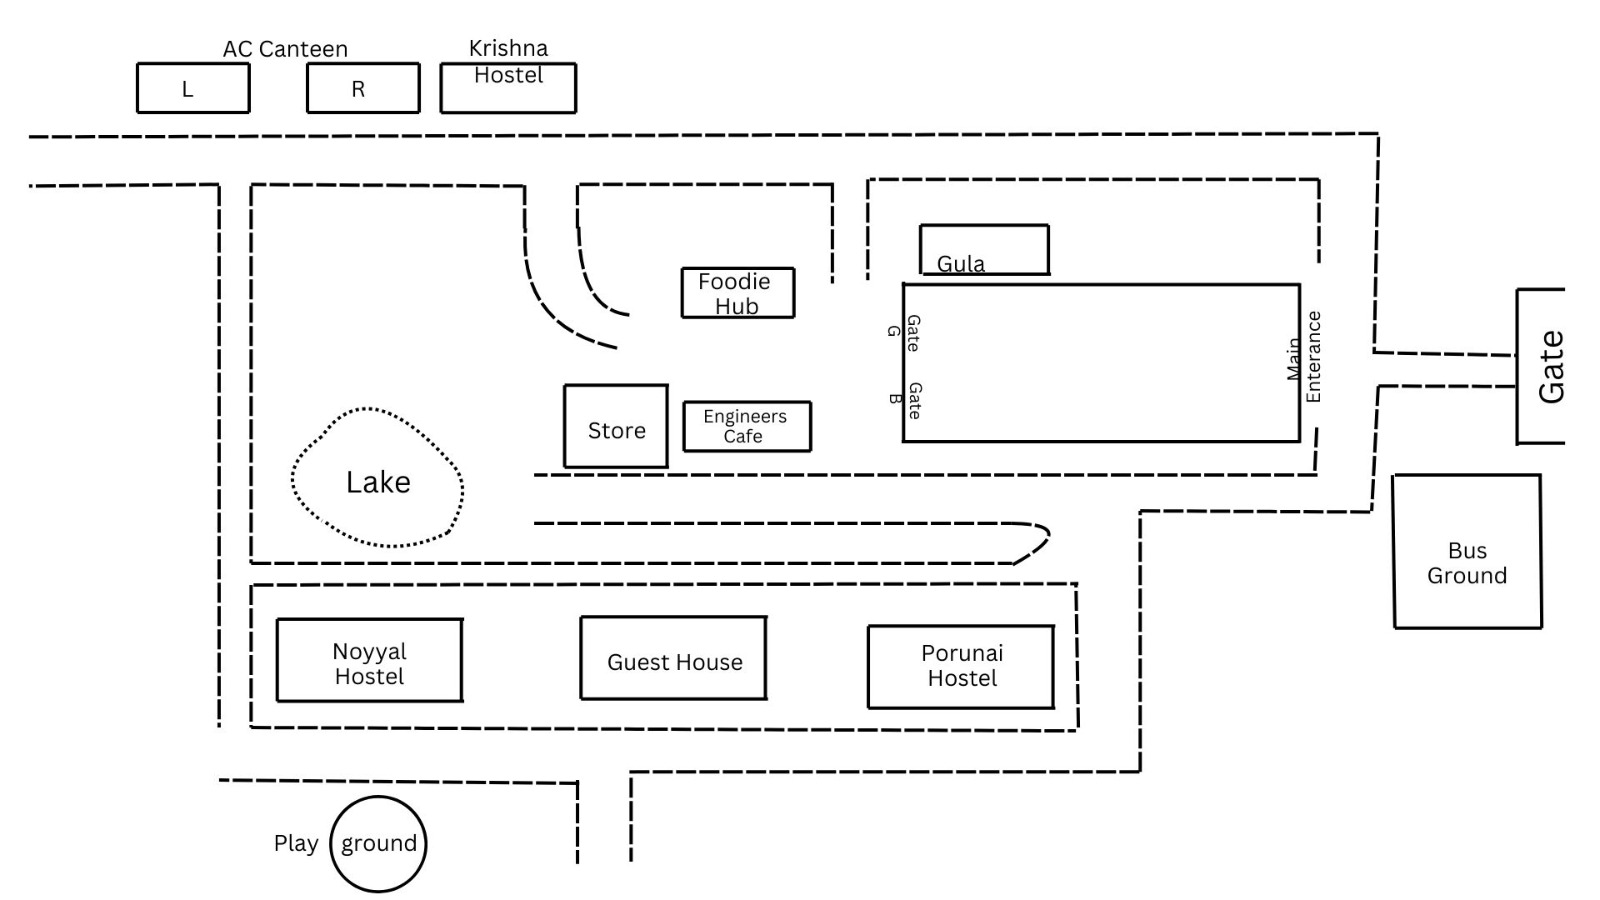 AC Canteen
L
R
Krishna
Hostel
Foodie
Hub
Gula
Gate
G
Gate
B
Main
Enterance
Gate
Store
Engineers
Cafe
Lake
Bus
Ground
Noyyal
Hostel
Guest House
Porunai
Hostel
Play ground